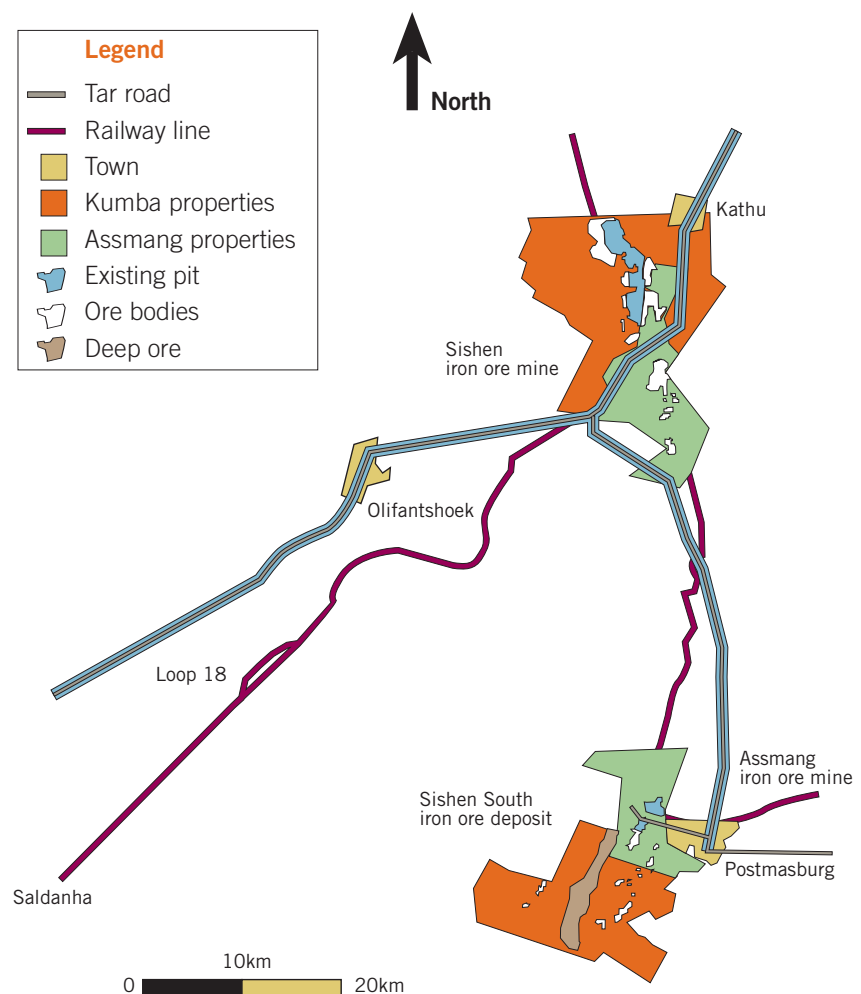 Legend
Tar road
Railway line
Town
Kumba properties
Assmang properties
Existing pit
Ore bodies
Deep ore
North
Kathu
Sishen
iron ore mine
Olifantshoek
Loop 18
Assmang
iron ore mine
Sishen South
iron ore deposit
Postmasburg
Saldanha
10km
0
20km